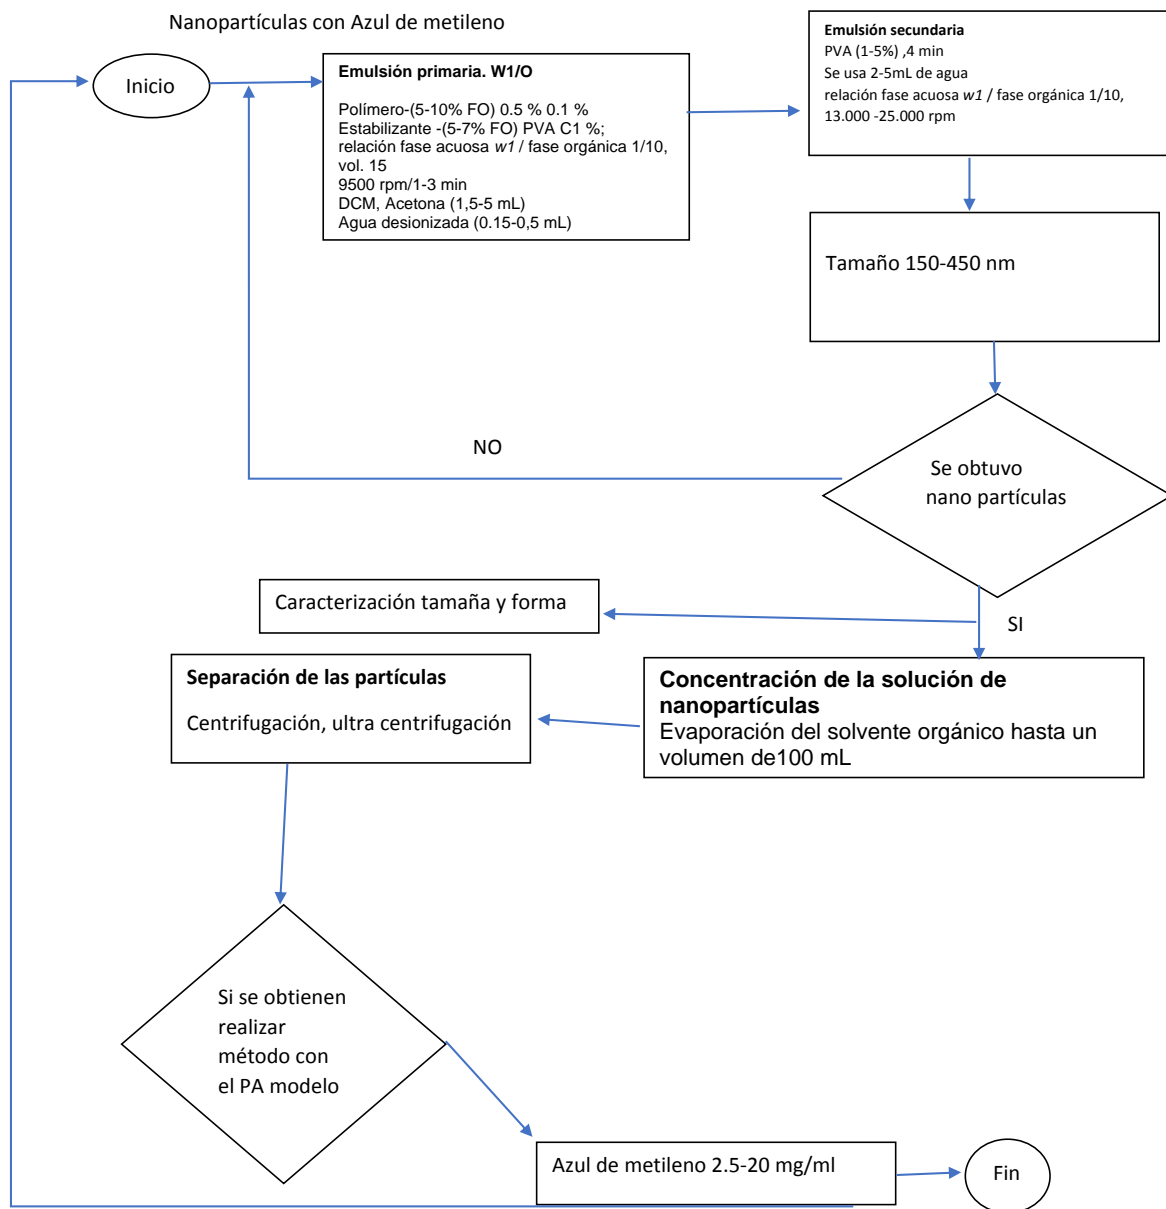 Nanopartículas con Azul de metileno
Inicio
Emulsión primaria. W1/O
Polímero-(5-10% FO) 0.5 % 0.1 %
Estabilizante -(5-7% FO) PVA C1 %;
relación fase acuosa w1 / fase orgánica 1/10,
vol. 15
9500 rpm/1-3 min
DCM, Acetona (1,5-5 mL)
Agua desionizada (0.15-0,5 mL)
Emulsión secundaria
PVA (1-5%) ,4 min
Se usa 2-5mL de agua
relación fase acuosa w1 / fase orgánica 1/10,
13.000 -25.000 rpm
Tamaño 150-450 nm
Se obtuvo
nano partículas
NO
SI
Caracterización tamaña y forma
Concentración de la solución de
nanopartículas
Evaporación del solvente orgánico hasta un
volumen de100 mL
Separación de las partículas
Centrifugación, ultra centrifugación
Si se obtienen
realizar
método con
el PA modelo
Azul de metileno 2.5-20 mg/ml
Fin